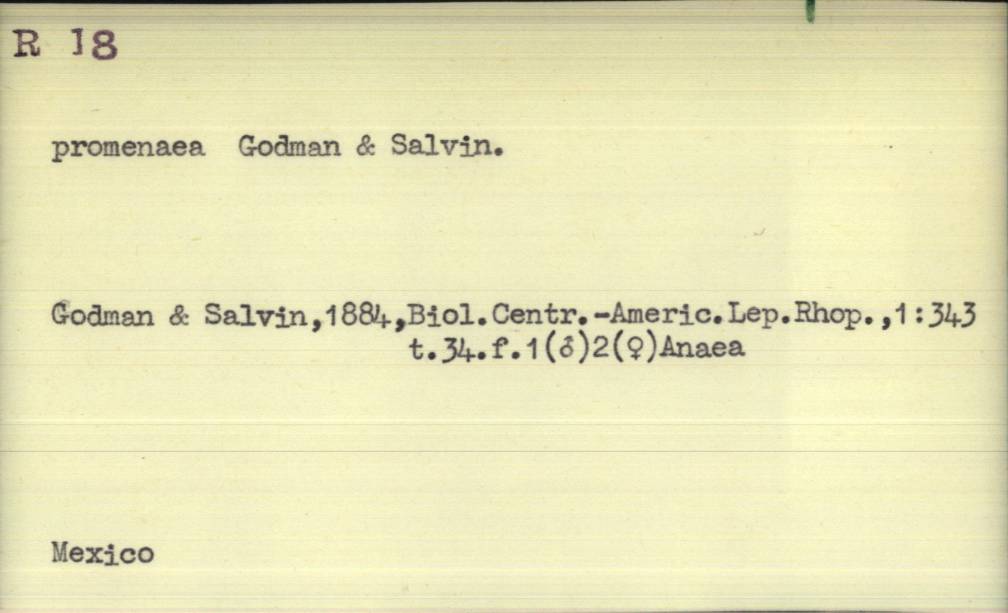 R 18
promenaea Godman & Salvin.
Godman & Salvin,1884,Biol.Centr.-Americ.Lep.Rhop.,1:343
t.34.f.1(♂)2(♀)Anaea
Mexico